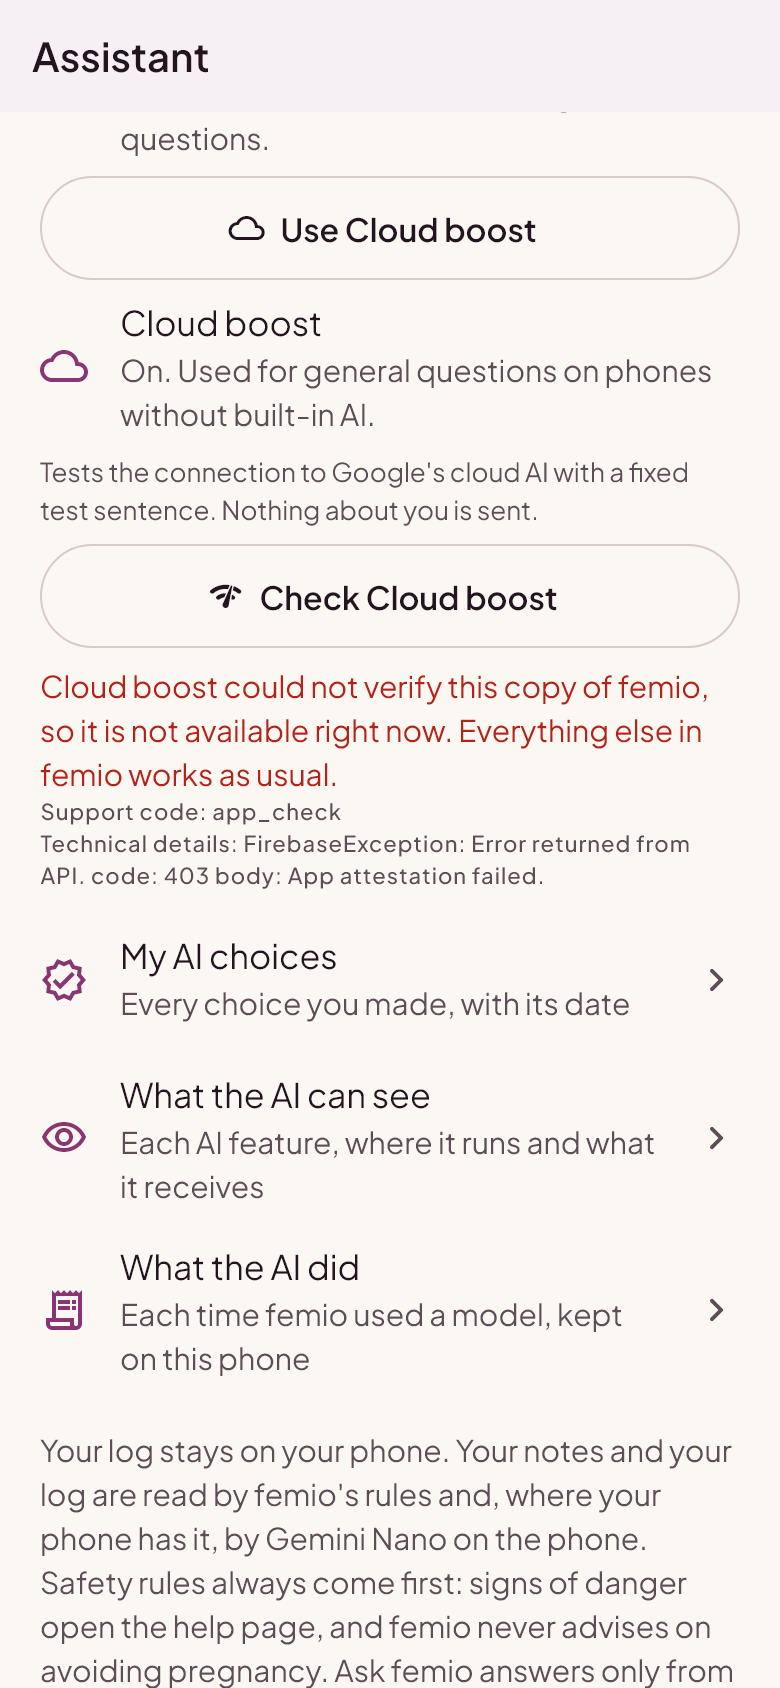 Assistant
questions.
Use Cloud boost
Cloud boost
On. Used for general questions on phones
without built-in AI.
Tests the connection to Google's cloud AI with a fixed
test sentence. Nothing about you is sent.
Check Cloud boost
Cloud boost could not verify this copy of femio,
so it is not available right now. Everything else in
femio works as usual.
Support code: app_check
Technical details: FirebaseException: Error returned from
API. code: 403 body: App attestation failed.
My AI choices
Every choice you made, with its date
What the AI can see
Each AI feature, where it runs and what
it receives
What the AI did
Each time femio used a model, kept
on this phone
Your log stays on your phone. Your notes and your
log are read by femio's rules and, where your
phone has it, by Gemini Nano on the phone.
Safety rules always come first: signs of danger
open the help page, and femio never advises on
avoiding pregnancy. Ask femio answers only from